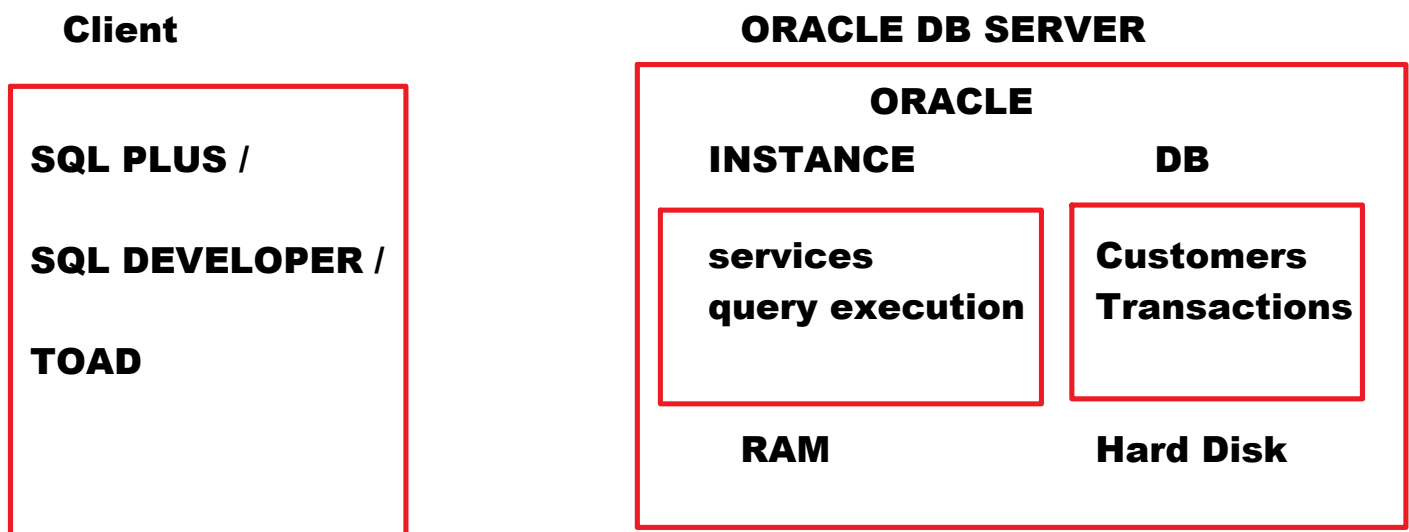 Client
SQL PLUS /
SQL DEVELOPER /
TOAD
ORACLE DB SERVER
ORACLE
INSTANCE DB
services
query execution
Customers
Transactions
RAM Hard Disk